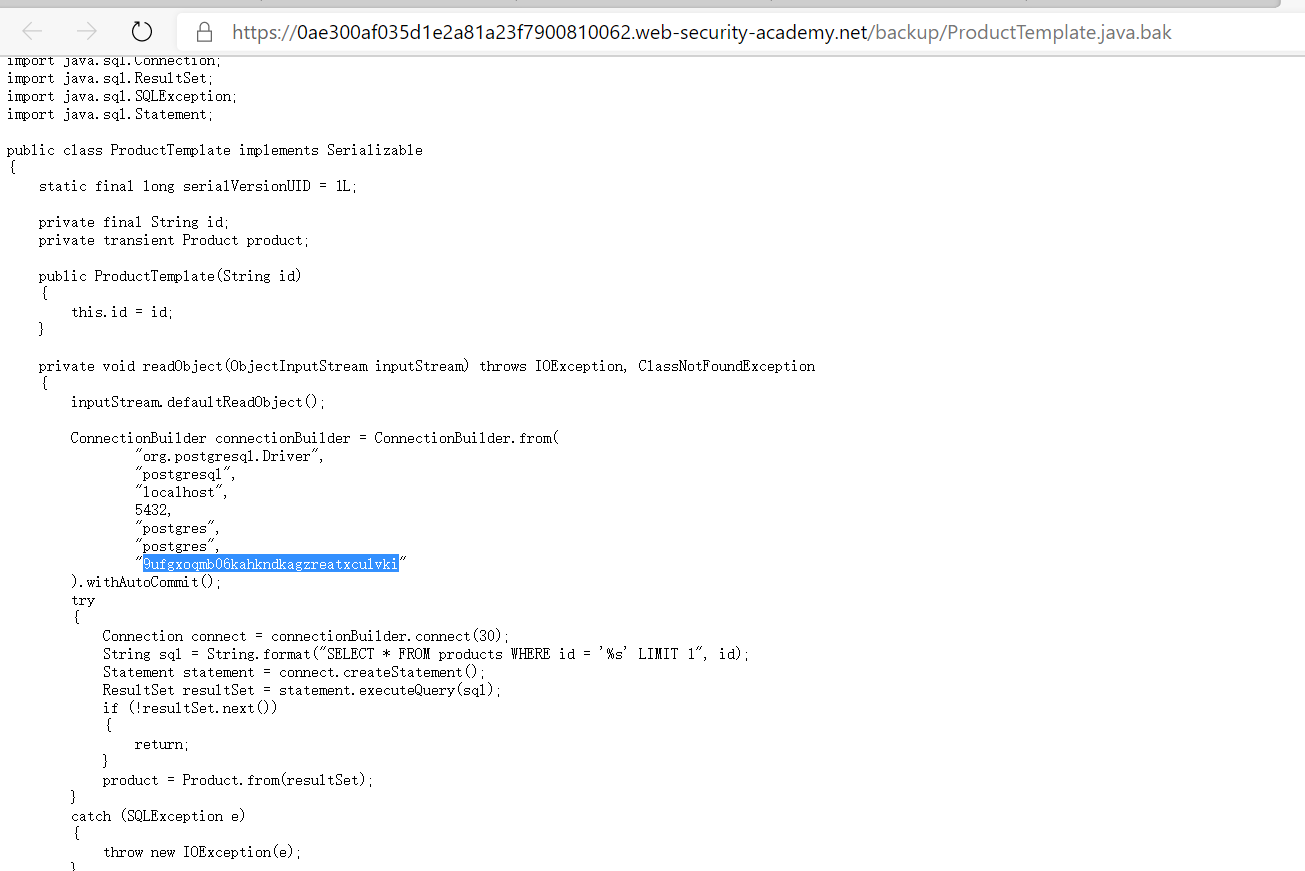 https://0ae300af035d1e2a81a23f7900810062.web-security-academy.net/backup/ProductTemplate.java.bak
import java.sql.Connection;
import java.sql.ResultSet;
import java.sql.SQLException;
import java.sql.Statement;
public class ProductTemplate implements Serializable
{
static final long serialVersionUID = 1L;
private final String id;
private transient Product product;
public ProductTemplate(String id)
{
this.id = id;
}
private void readObject(ObjectInputStream inputStream) throws IOException, ClassNotFoundException
{
inputStream.defaultReadObject();
ConnectionBuilder connectionBuilder = ConnectionBuilder.from(
"org.postgresql.Driver",
"postgresql",
"localhost",
5432,
"postgres",
"postgres",
"9ufgxoqmb06kahkndkagzreatxculvki"
).withAutoCommit();
try
{
Connection connect = connectionBuilder.connect(30);
String sql = String.format("SELECT * FROM products WHERE id = '%s' LIMIT 1", id);
Statement statement = connect.createStatement();
ResultSet resultSet = statement.executeQuery(sql);
if (!resultSet.next())
{
return;
}
product = Product.from(resultSet);
}
catch (SQLException e)
{
throw new IOException(e);
}